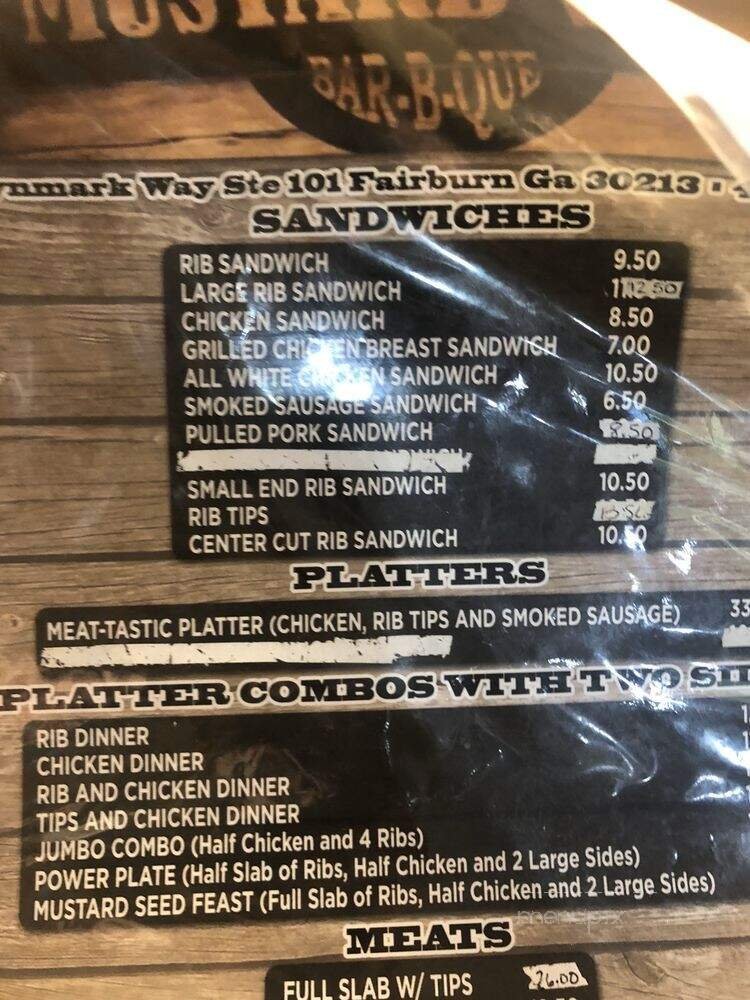 BAR-B-QUE
Way Ste 101 Fairburn Ga 30213
SANDWICHES
RIB SANDWICH 9.50
LARGE RIB SANDWICH 12.50
CHICKEN SANDWICH 8.50
GRILLED CHICKEN BREAST SANDWICH 7.00
ALL WHITE CHICKEN SANDWICH 10.50
SMOKED SAUSAGE SANDWICH 6.50
PULLED PORK SANDWICH 8.50
SMALL END RIB SANDWICH 10.50
RIB TIPS
CENTER CUT RIB SANDWICH 10.50
PLATTERS
MEAT-TASTIC PLATTER (CHICKEN, RIB TIPS AND SMOKED SAUSAGE) 33
PLATTER COMBOS WITH TWO
RIB DINNER
CHICKEN DINNER
RIB AND CHICKEN DINNER
TIPS AND CHICKEN DINNER
JUMBO COMBO (Half Chicken and 4 Ribs)
POWER PLATE (Half Slab of Ribs, Half Chicken and 2 Large Sides)
MUSTARD SEED FEAST (Full Slab of Ribs, Half Chicken and 2 Large Sides)
MEATS
FULL SLAB W/ TIPS 26.00